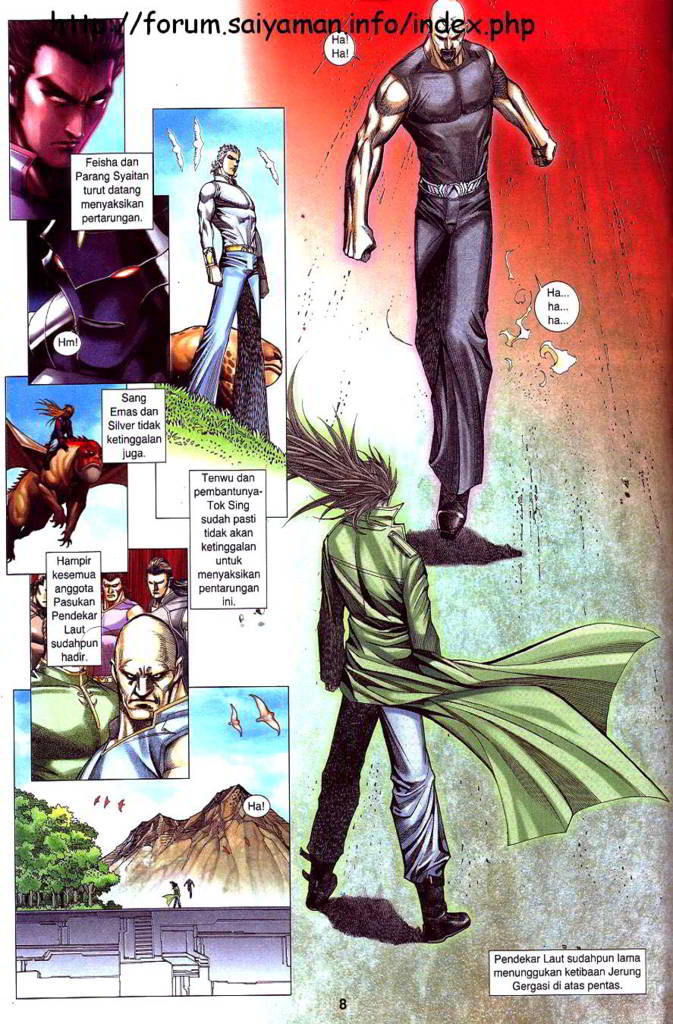 http://forum.saiyaman.info/index.php
Ha!
Ha!
Feisha dan
Parang Syaitan
turut datang
menyaksikan
pertarungan.
Hm!
Ha...
ha...
ha...
Sang
Emas dan
Silver tidak
ketinggalan
juga.
Tenwu dan
pembantunya-
Tok Sing
sudah pasti
tidak akan
ketinggalan
untuk
menyaksikan
pentarungan
ini.
Hampir
kesemua
anggota
Pasukan
Pendekar
Laut
sudahpun
hadir.
Ha!
Pendekar Laut sudahpun lama
menunggukan ketibaan Jerung
Gergasi di atas pentas.
8